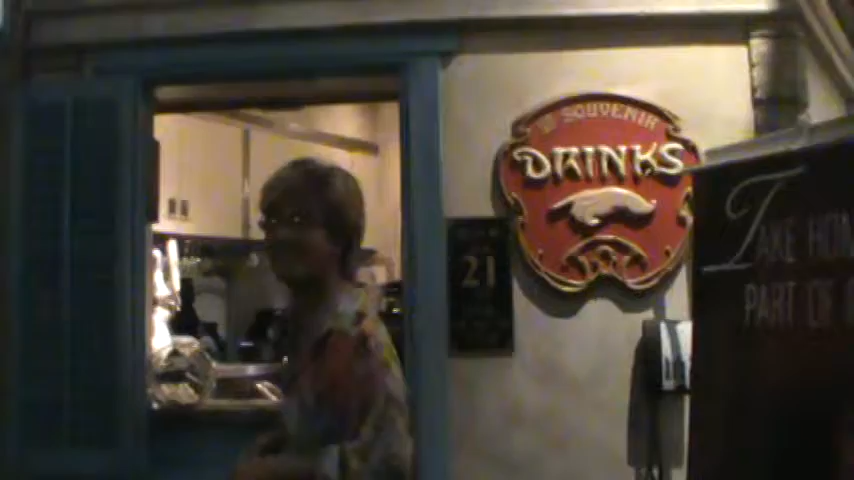 SOUVENIR
DRINKS
21
TAKE HOM
PART OF